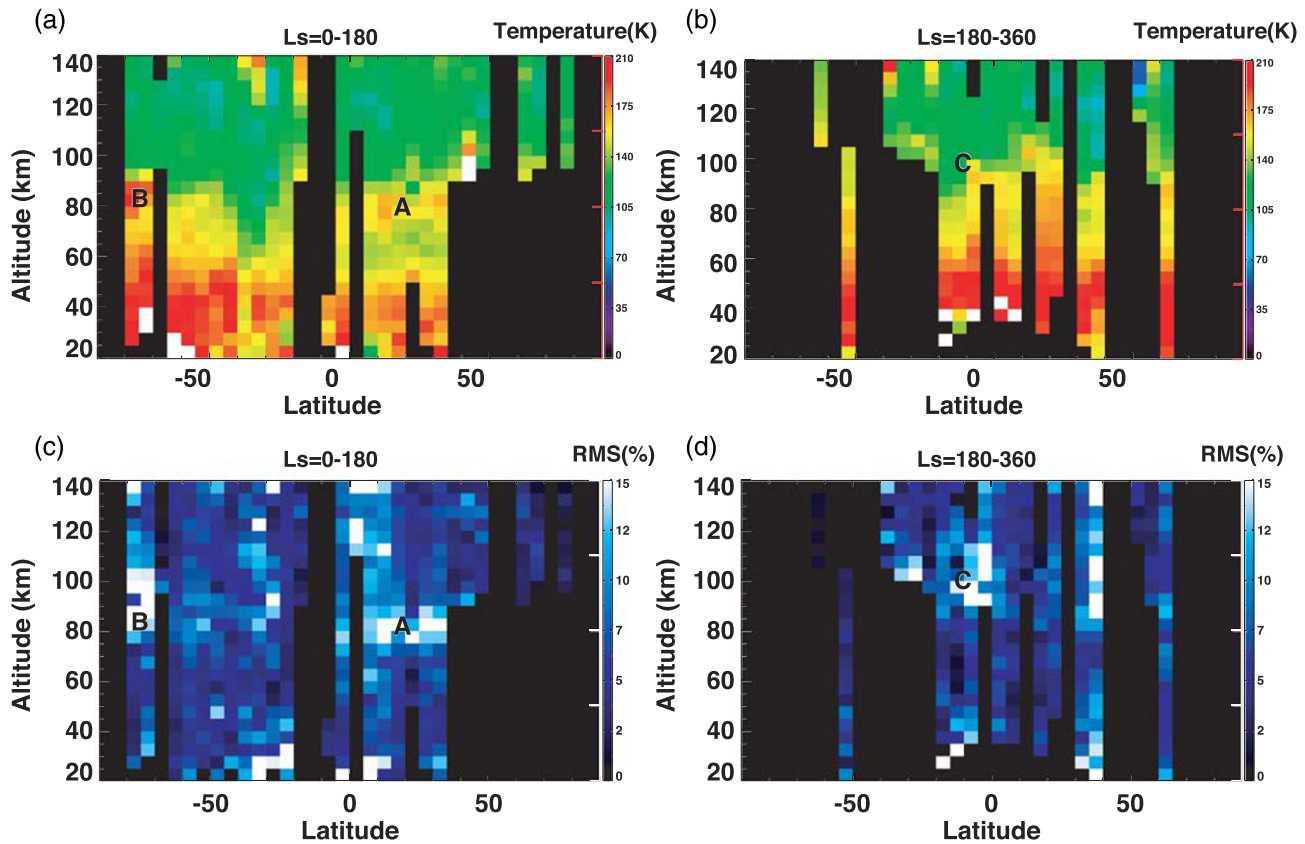 (a)
Ls=0-180
Temperature(K)
Altitude (km)
140
120
100
80
60
40
20
B
A
210
175
140
105
70
35
0
-50
0
50
Latitude
(b)
Ls=180-360
Temperature(K)
Altitude (km)
140
120
100
80
60
40
20
C
210
175
140
105
70
35
0
-50
0
50
Latitude
(c)
Ls=0-180
RMS(%)
Altitude (km)
140
120
100
80
60
40
20
B
A
15
12
10
7
5
2
0
-50
0
50
Latitude
(d)
Ls=180-360
RMS(%)
Altitude (km)
140
120
100
80
60
40
20
C
15
12
10
7
5
2
0
-50
0
50
Latitude